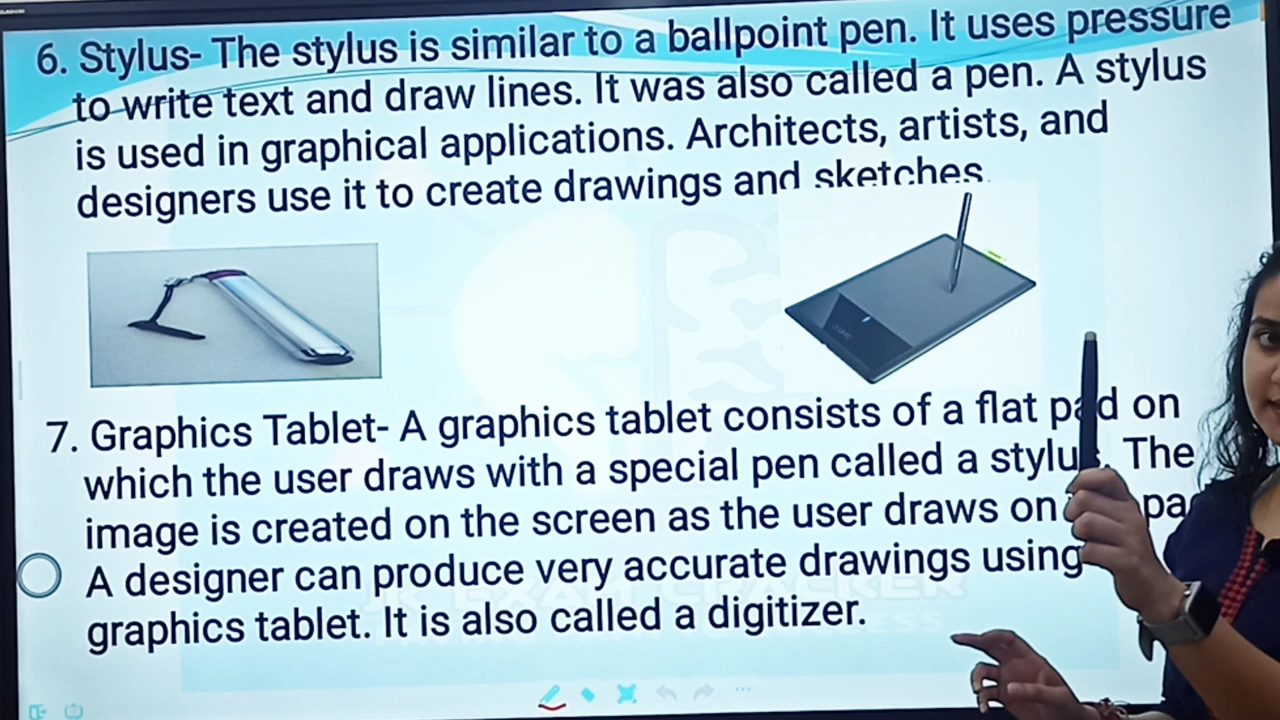 6. Stylus- The stylus is similar to a ballpoint pen. It uses pressure
to write text and draw lines. It was also called a pen. A stylus
is used in graphical applications. Architects, artists, and
designers use it to create drawings and sketches.
7. Graphics Tablet- A graphics tablet consists of a flat pad on
which the user draws with a special pen called a stylus. The
image is created on the screen as the user draws on
A designer can produce very accurate drawings using
graphics tablet. It is also called a digitizer.
JK EXAM CRACKER